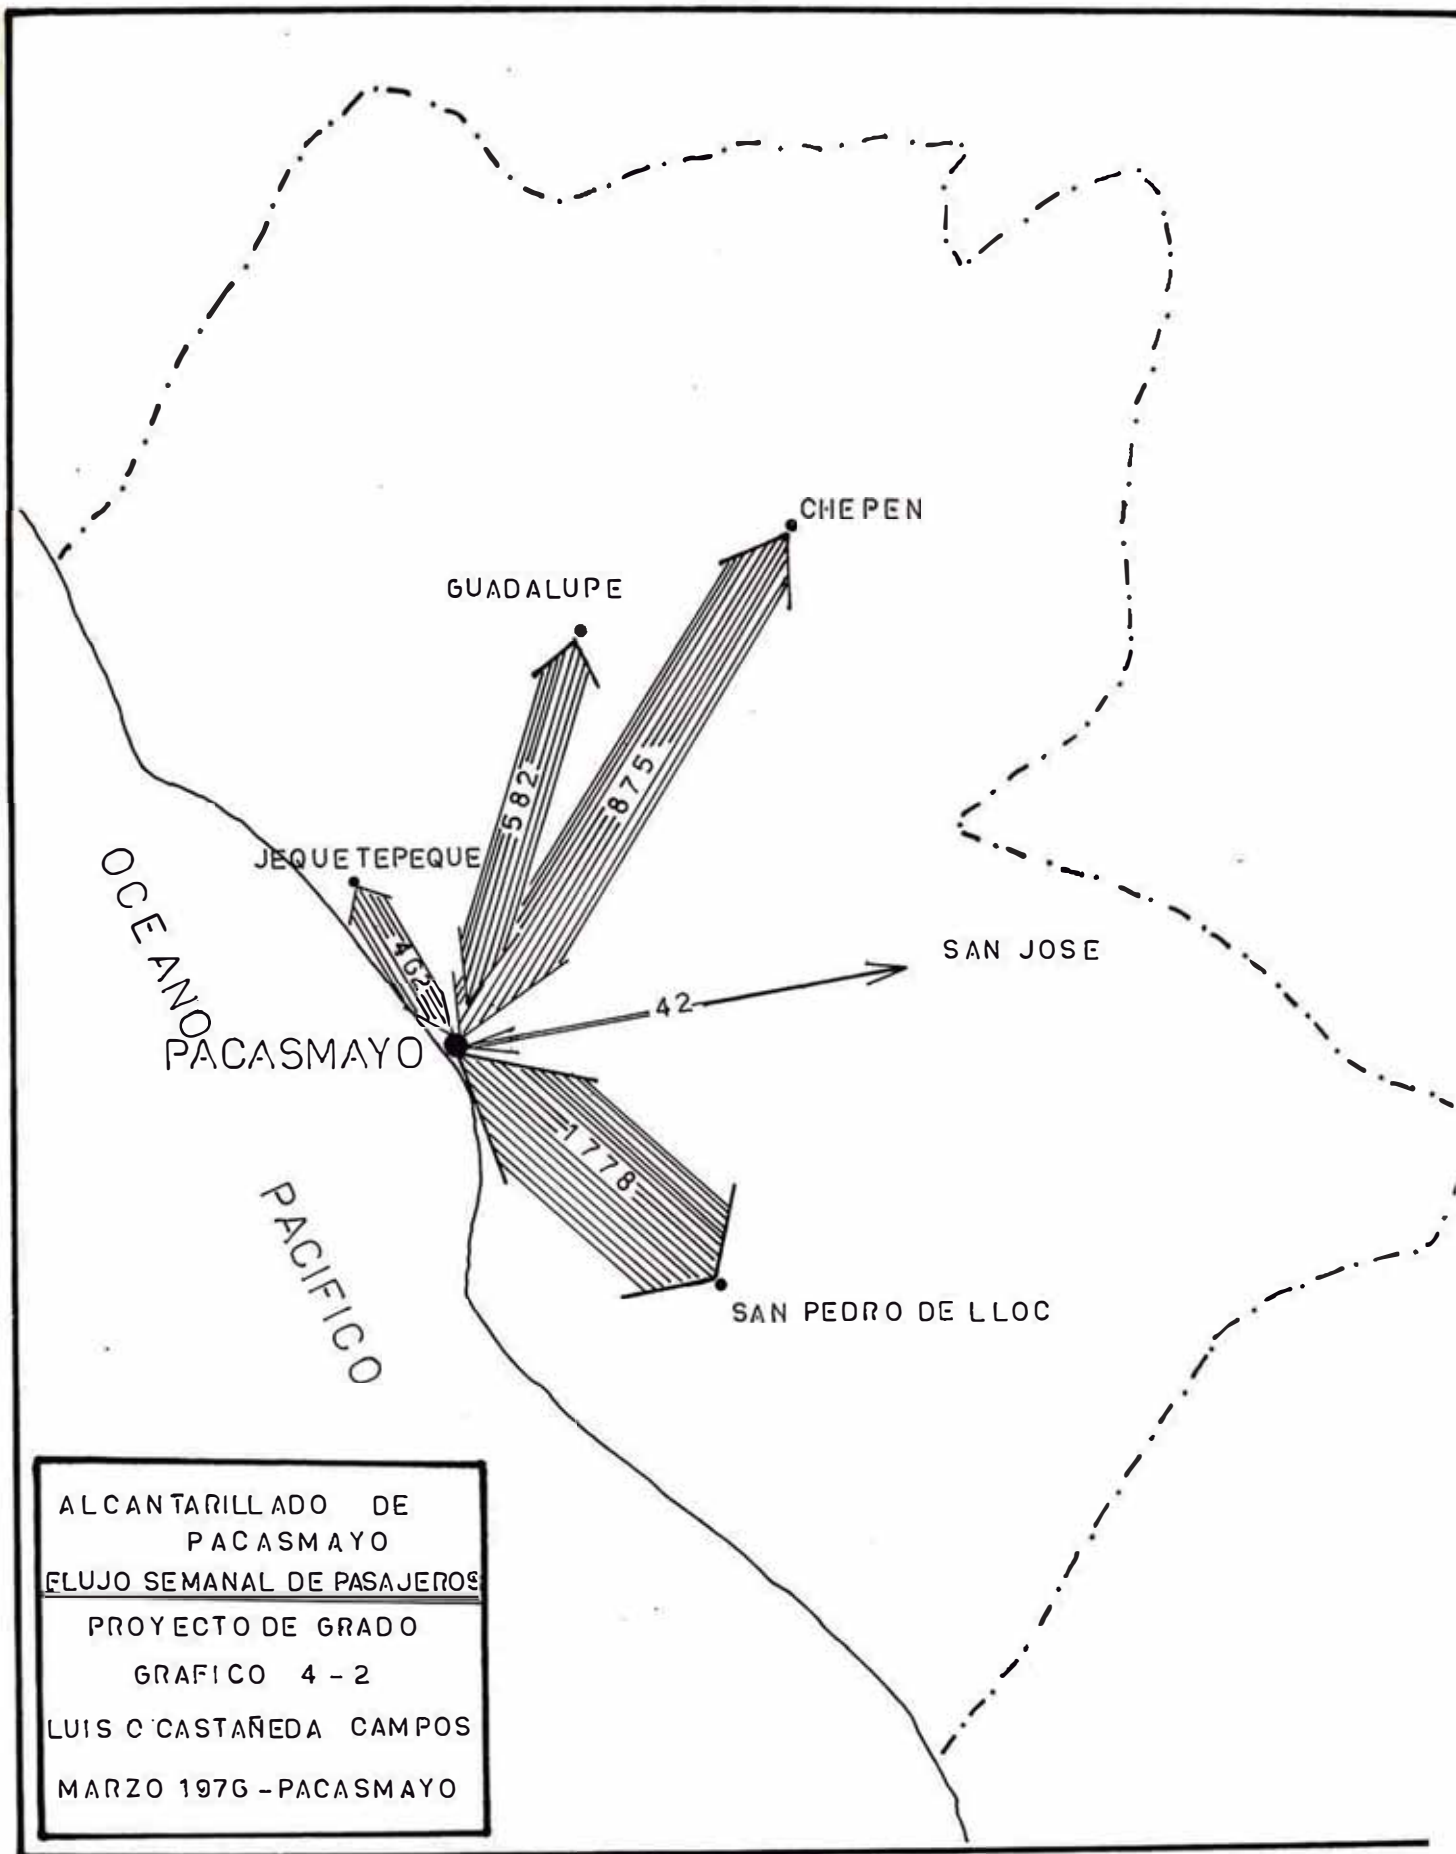 CHEPEN
GUADALUPE
582
875
JEQUETEPEQUE
462
SAN JOSE
42
OCEANO
PACASMAYO
1778
PACIFICO
SAN PEDRO DE LLOC
ALCANTARILLADO DE
PACASMAYO
FLUJO SEMANAL DE PASAJEROS
PROYECTO DE GRADO
GRAFICO 4-2
LUIS C CASTAÑEDA CAMPOS
MARZO 1976-PACASMAYO